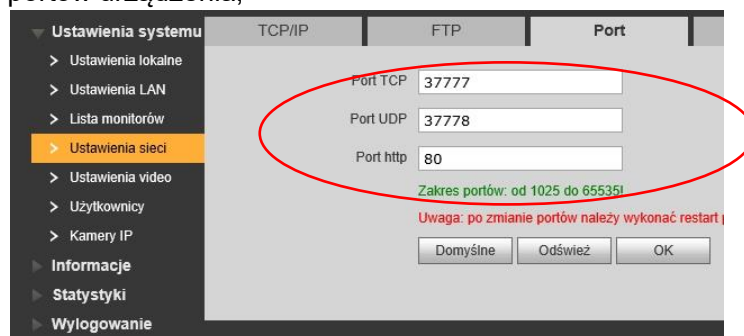 portów urządzenia,
Ustawienia systemu
TCP/IP
FTP
Port
Ustawienia lokalne
Ustawienia LAN
Lista monitorów
Ustawienia sieci
Ustawienia video
Użytkownicy
Kamery IP
Informacje
Statystyki
Wylogowanie
Port TCP 37777
Port UDP 37778
Port http 80
Zakres portów: od 1025 do 65535!
Uwaga: po zmianie portów należy wykonać restart
Domyślne Odśwież OK